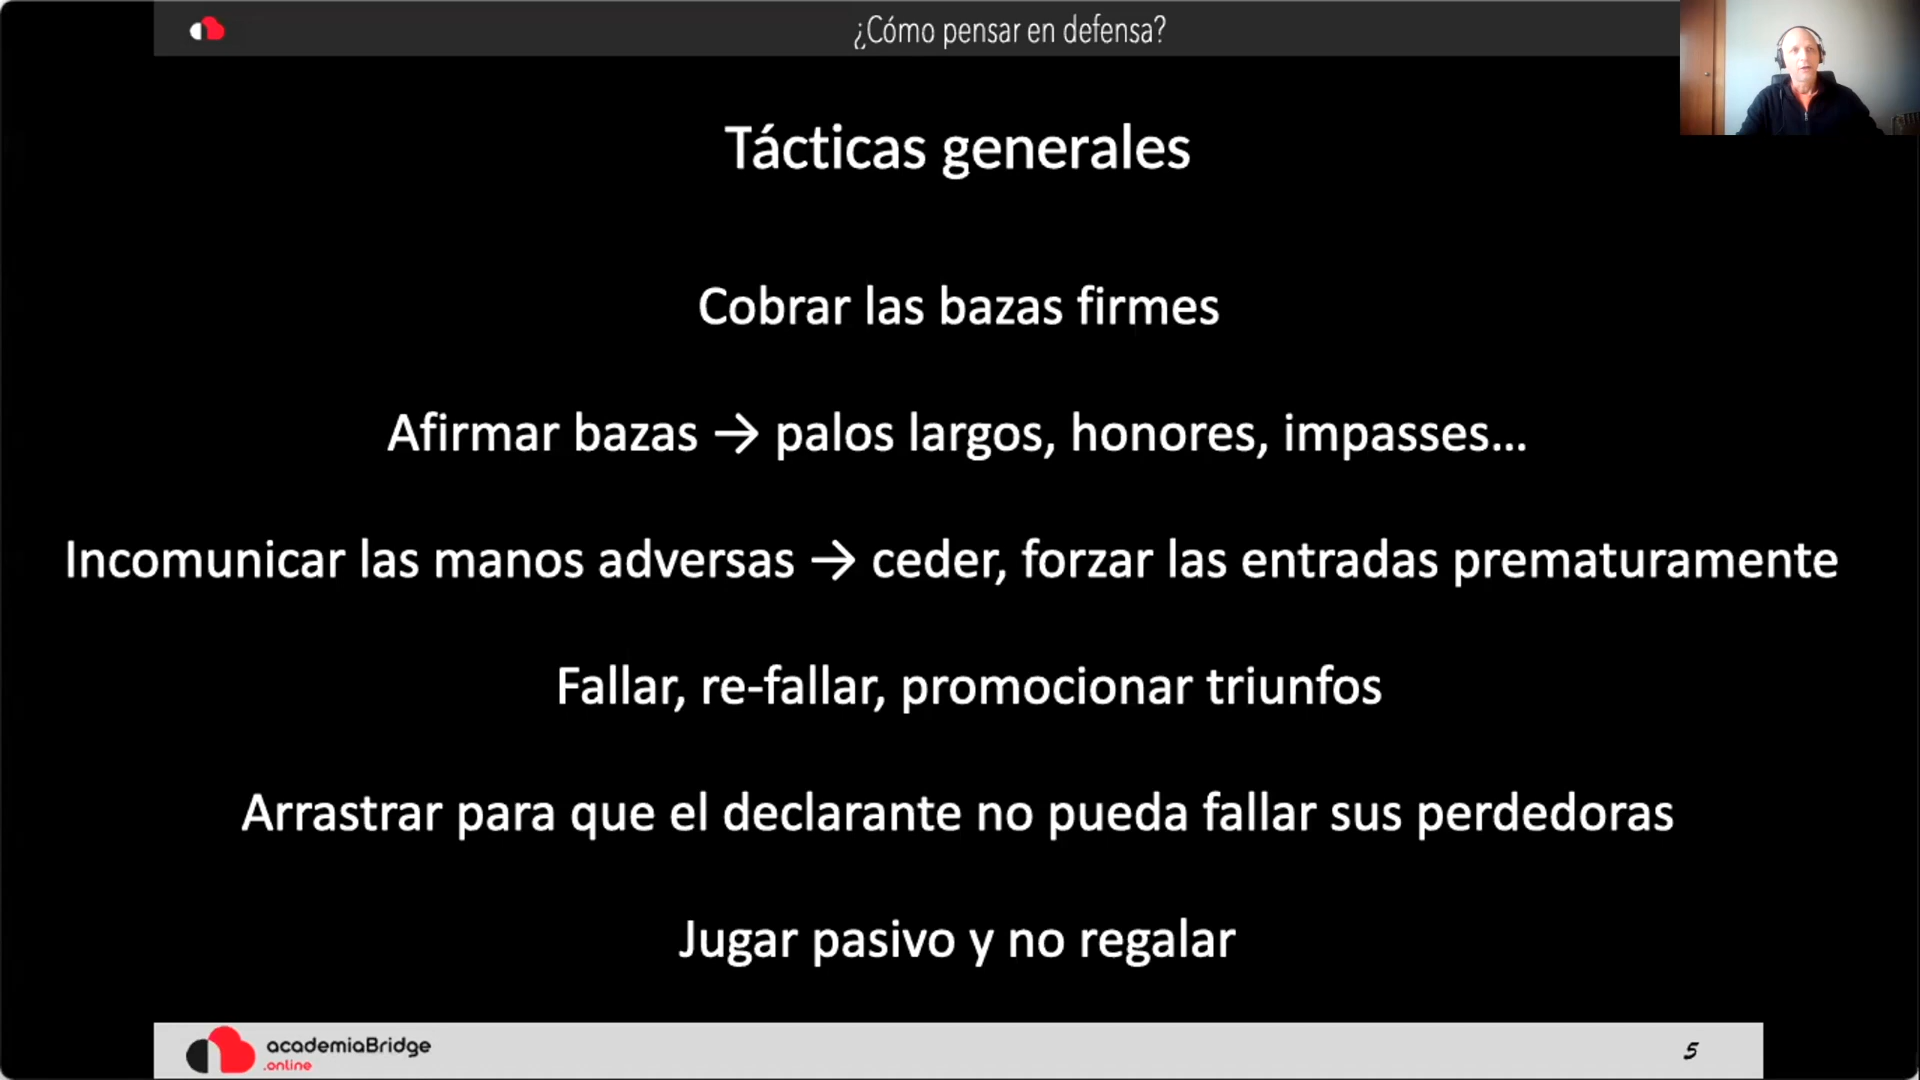 ¿Cómo pensar en defensa?
Tácticas generales
Cobrar las bazas firmes
Afirmar bazas → palos largos, honores, impasses...
Incomunicar las manos adversas → ceder, forzar las entradas prematuramente
Fallar, re-fallar, promocionar triunfos
Arrastrar para que el declarante no pueda fallar sus perdedoras
Jugar pasivo y no regalar
academiaBridge
.online
5